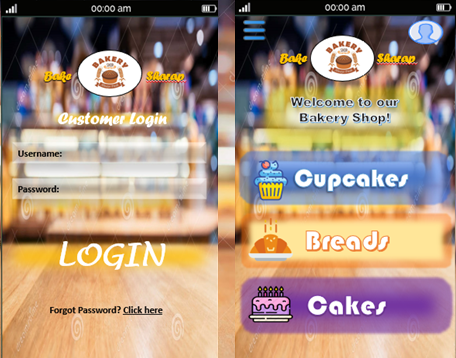 00:00 am
BAKERY
Bake Sharap
Customer Login
Username:
Password:
LOGIN
Forgot Password? Click here
00:00 am
BAKERY
Bake Sharap
Welcome to our
Bakery Shop!
Cupcakes
Breads
Cakes